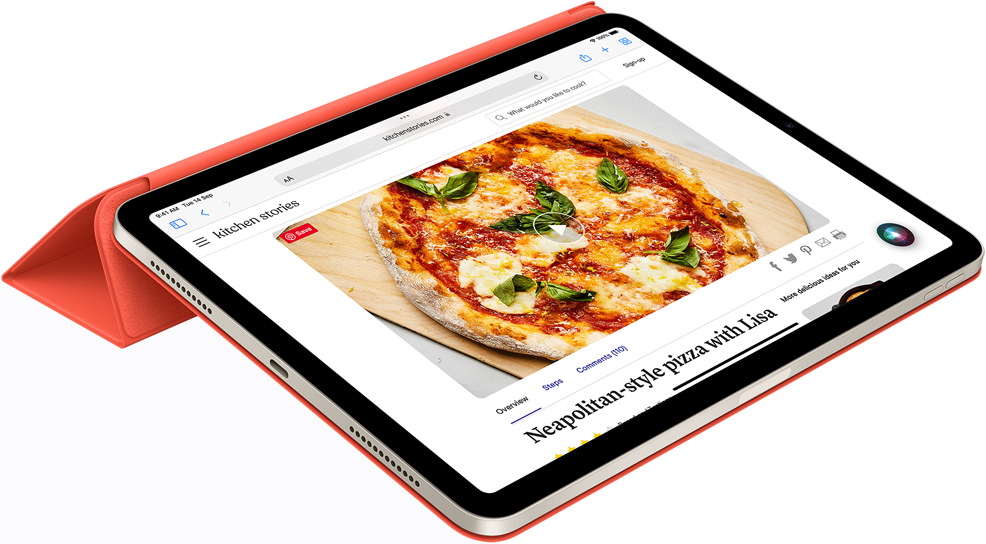 9:41 AM Tue 14 Sep
100%
AA
kitchenstories.com
kitchen stories
What would you like to cook?
Sign-up
Save
Overview
Steps
Comments (110)
More delicious ideas for you
Neapolitan-style pizza with Lisa